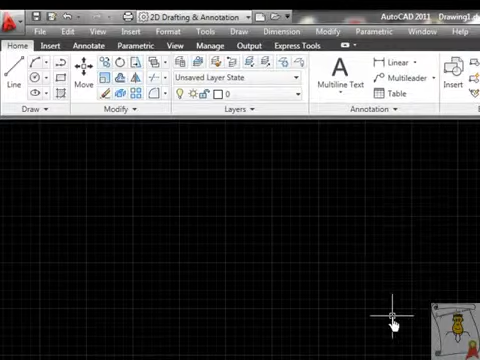 2D Drafting & Annotation
AutoCAD 2011 Drawing1.d
File Edit View Insert Format Tools Draw Dimension Modify Parametric Window
Home Insert Annotate Parametric View Manage Output Express Tools
Line
Move
Unsaved Layer State
0
A
Multiline Text
Linear
Multileader
Table
Insert
Draw Modify Layers Annotation